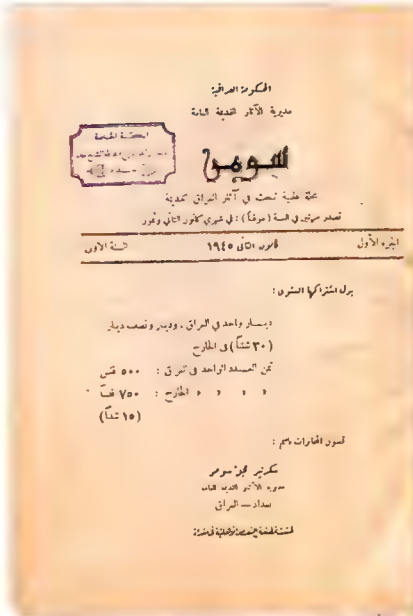 الحكومة العراقية
مديرية الآثار القديمة العامة
المكتبة الخاصة
سومر
مجلة علمية تبحث في آثار العراق القديمة
تصدر مرتين في السنة (موقتاً) : في شهري كانون الثاني وتموز
الجزء الأول كانون الثاني ١٩٤٥ السنة الأولى
بدل اشتراكها السنوي :
دينار واحد في العراق ، ودينار ونصف دينار
(٣٠ شلناً) في الخارج
ثمن العدد الواحد في العراق : ٥٠٠ فلس
« « « « الخارج : ٧٥٠ فلساً
(١٥ شلناً)
تعنون المخابرات باسم :
سكرتير مجلة سومر
مديرية الآثار القديمة العامة
بغداد — العراق